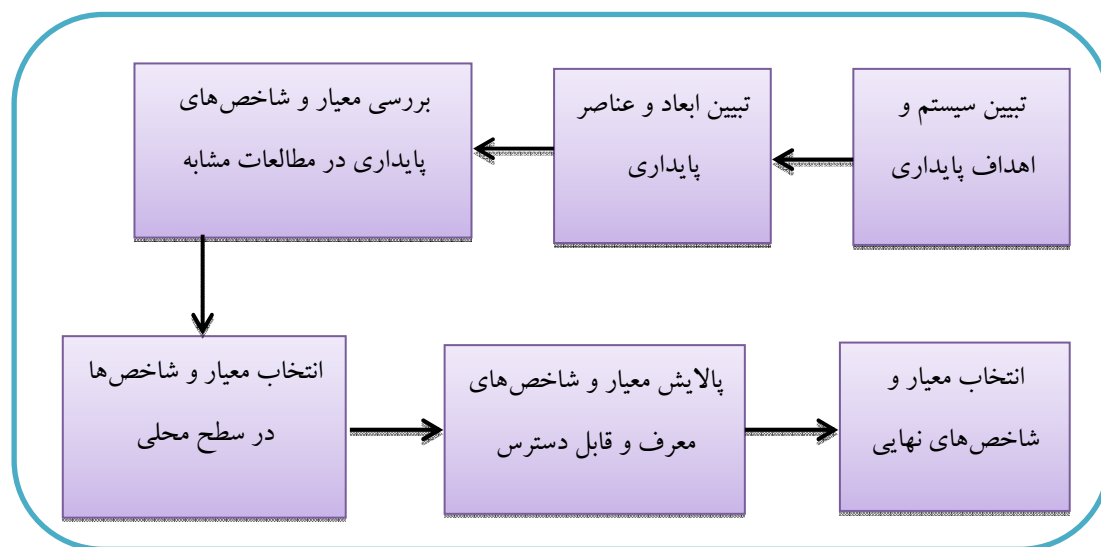 تبیین سیستم و
اهداف پایداری
تبیین ابعاد و عناصر
پایداری
بررسی معیار و شاخص‌های
پایداری در مطالعات مشابه
انتخاب معیار و شاخص‌ها
در سطح محلی
پالایش معیار و شاخص‌های
معرف و قابل دسترس
انتخاب معیار و
شاخص‌های نهایی